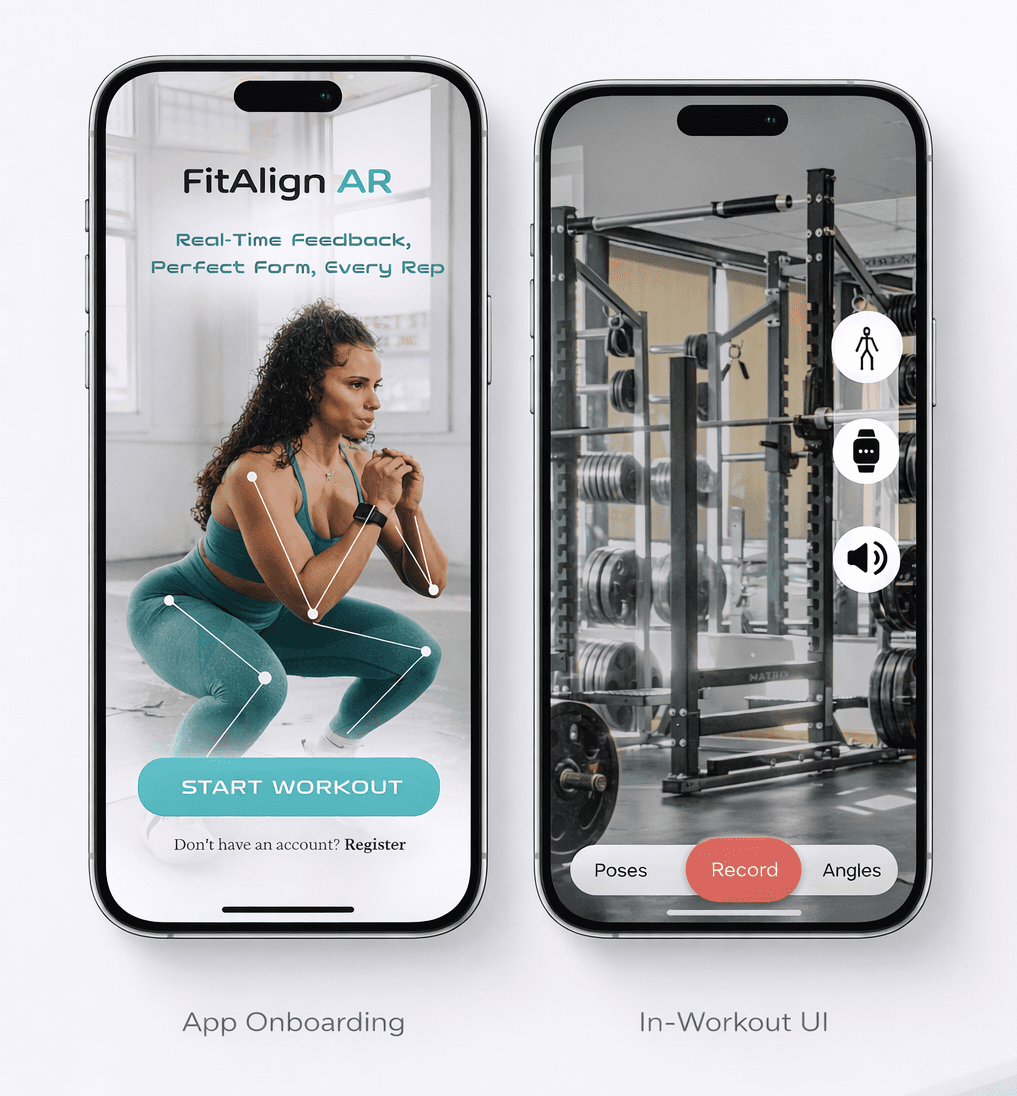 FitAlign AR
Real-Time Feedback,
Perfect Form, Every Rep
START WORKOUT
Don't have an account? Register
MATRIX
Poses
Record
Angles
App Onboarding
In-Workout UI